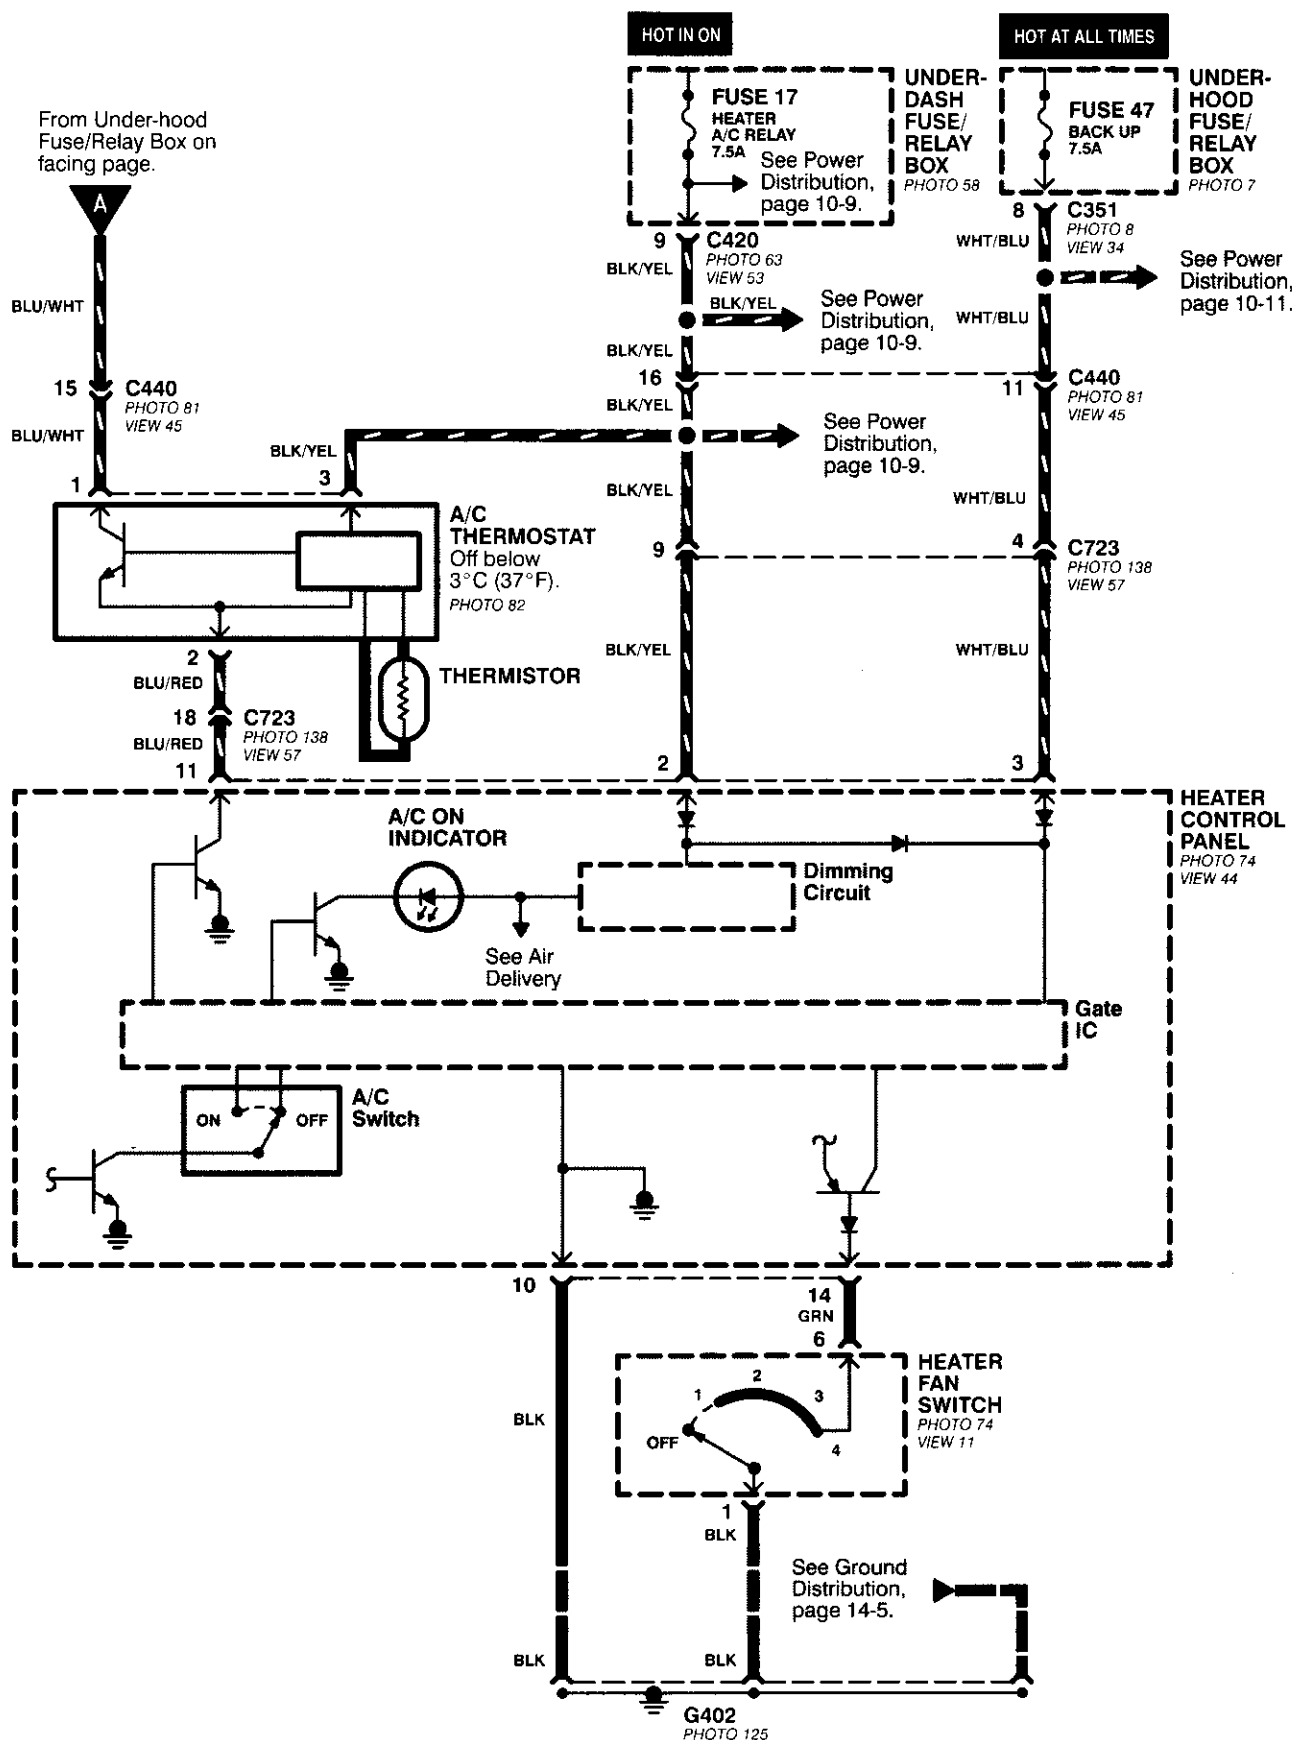 HOT IN ON
HOT AT ALL TIMES
From Under-hood
Fuse/Relay Box on
facing page.
A
FUSE 17
HEATER
A/C RELAY
7.5A
See Power
Distribution,
page 10-9.
UNDER-
DASH
FUSE/
RELAY
BOX
PHOTO 58
FUSE 47
BACK UP
7.5A
UNDER-
HOOD
FUSE/
RELAY
BOX
PHOTO 7
9
C420
PHOTO 63
VIEW 53
BLK/YEL
8
C351
PHOTO 8
VIEW 34
WHT/BLU
BLU/WHT
BLK/YEL
See Power
Distribution,
page 10-9.
See Power
Distribution,
page 10-11.
BLK/YEL
WHT/BLU
15
C440
PHOTO 81
VIEW 45
16
11
C440
PHOTO 81
VIEW 45
BLK/YEL
BLU/WHT
BLK/YEL
See Power
Distribution,
page 10-9.
1
3
BLK/YEL
WHT/BLU
A/C
THERMOSTAT
Off below
3°C (37°F).
PHOTO 82
9
4
C723
PHOTO 138
VIEW 57
2
BLU/RED
THERMISTOR
BLK/YEL
WHT/BLU
18
C723
PHOTO 138
VIEW 57
BLU/RED
11
2
3
A/C ON
INDICATOR
HEATER
CONTROL
PANEL
PHOTO 74
VIEW 44
Dimming
Circuit
See Air
Delivery
Gate
IC
A/C
Switch
ON
OFF
10
14
GRN
6
HEATER
FAN
SWITCH
PHOTO 74
VIEW 11
1
2
3
4
OFF
BLK
1
BLK
See Ground
Distribution,
page 14-5.
BLK
BLK
G402
PHOTO 125